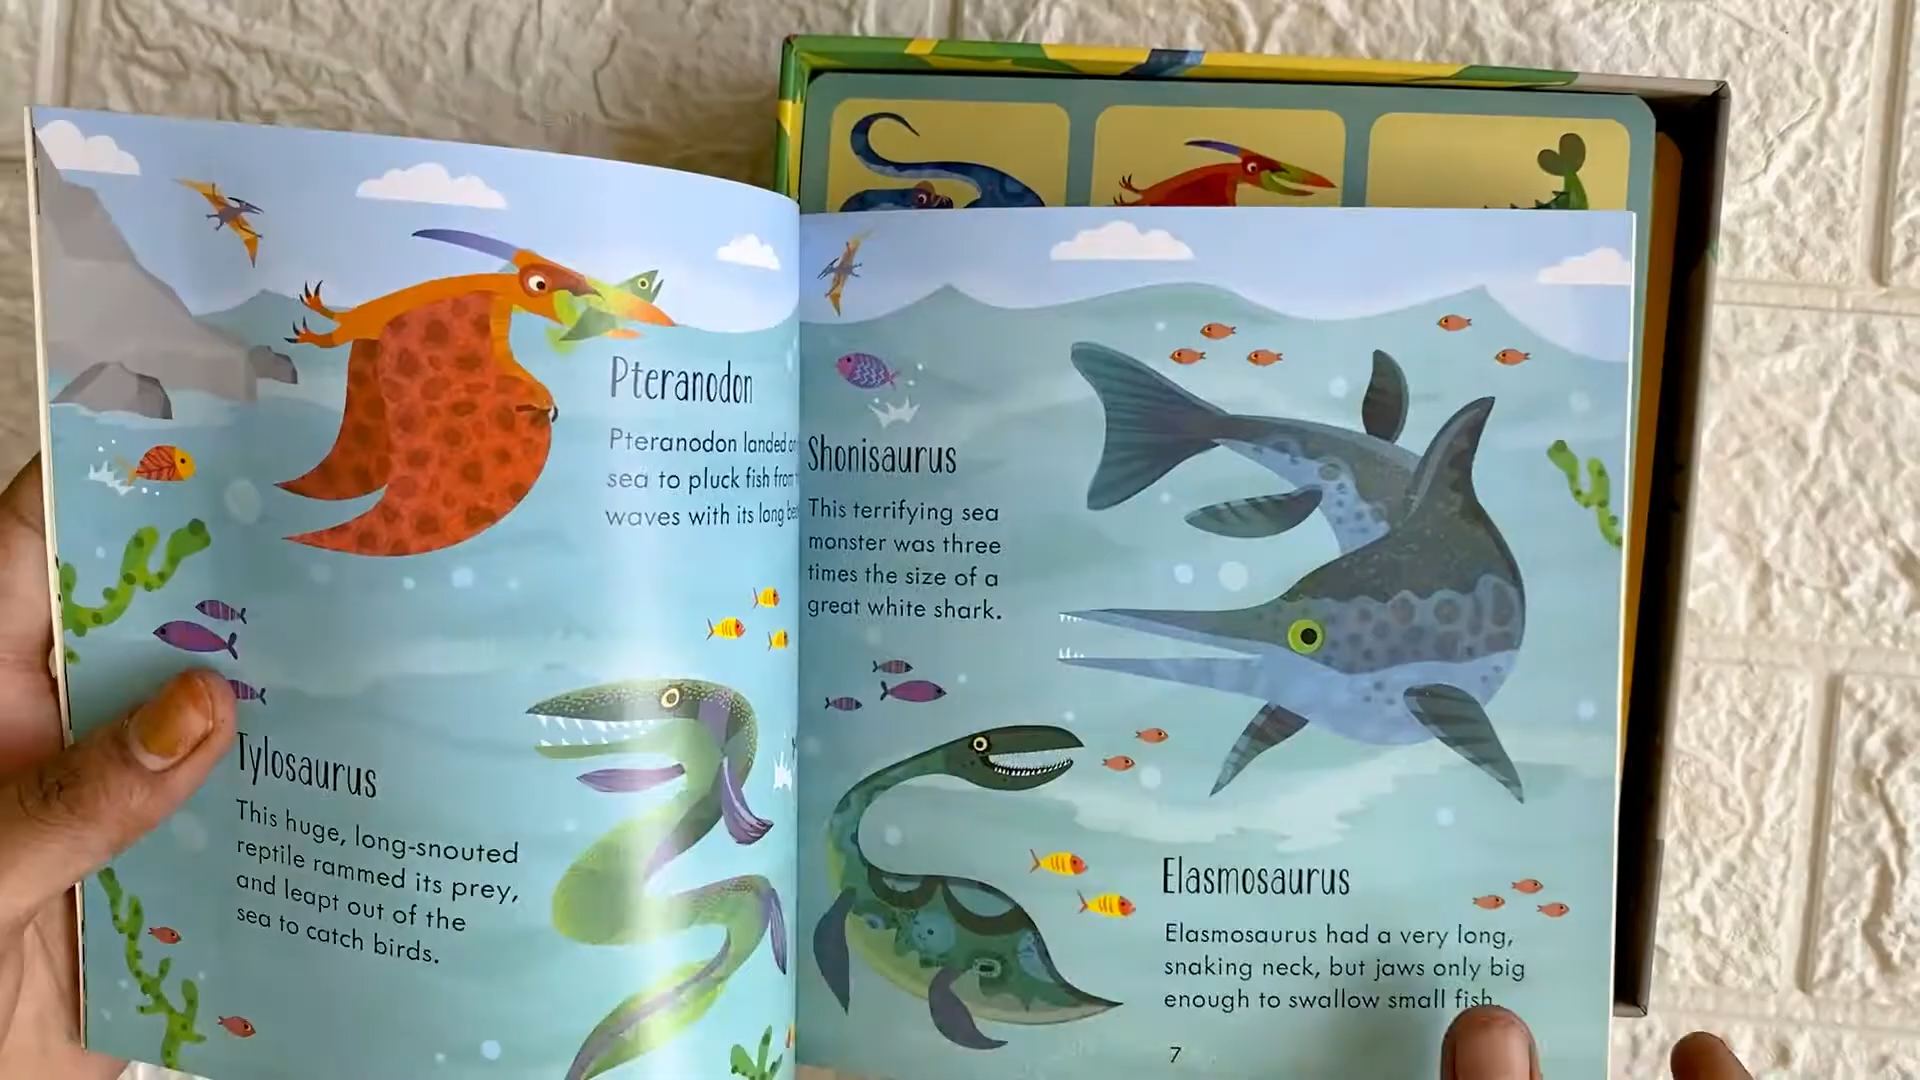 Pteranodon
Pteranodon landed
sea to pluck fish from
waves with its long
Tylosaurus
This huge, long-snouted
reptile rammed its prey,
and leapt out of the
sea to catch birds.
Shonisaurus
This terrifying sea
monster was three
times the size of a
great white shark.
Elasmosaurus
Elasmosaurus had a very long,
snaking neck, but jaws only big
enough to swallow small fish.
7